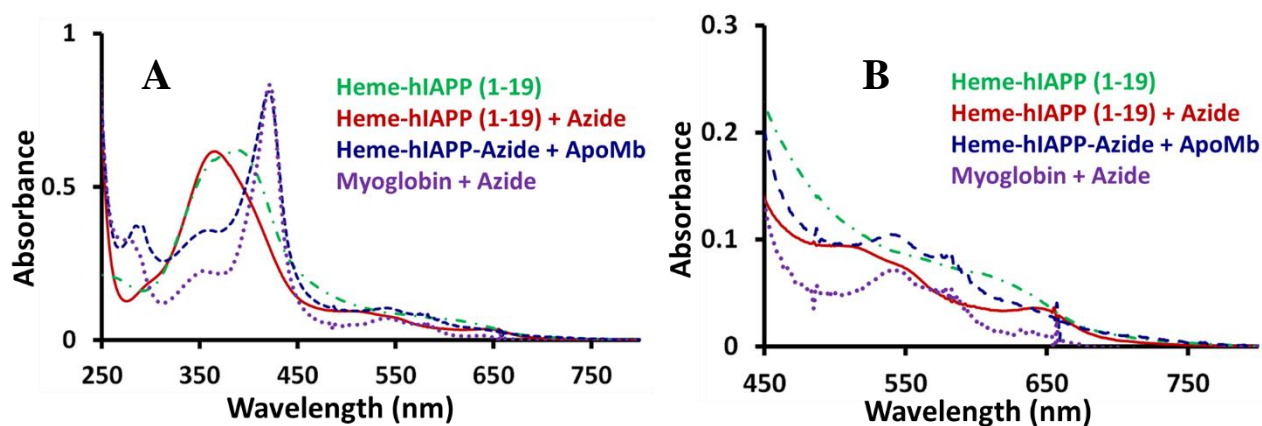 A
Absorbance
1
0.5
0
Heme-hIAPP (1-19)
Heme-hIAPP (1-19) + Azide
Heme-hIAPP-Azide + ApoMb
Myoglobin + Azide
250 350 450 550 650 750
Wavelength (nm)
B
Absorbance
0.3
0.2
0.1
0
Heme-hIAPP (1-19)
Heme-hIAPP (1-19) + Azide
Heme-hIAPP-Azide + ApoMb
Myoglobin + Azide
450 550 650 750
Wavelength (nm)